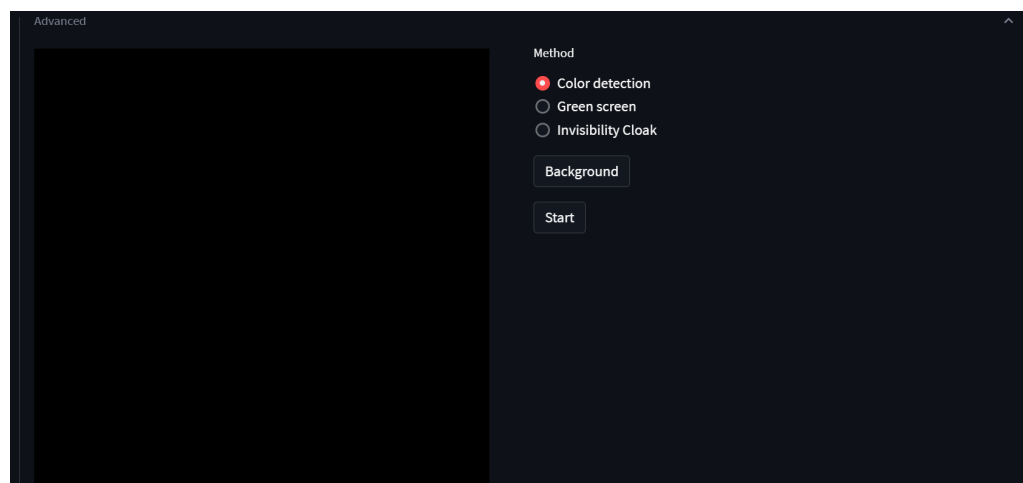 Advanced
Method
Color detection
Green screen
Invisibility Cloak
Background
Start